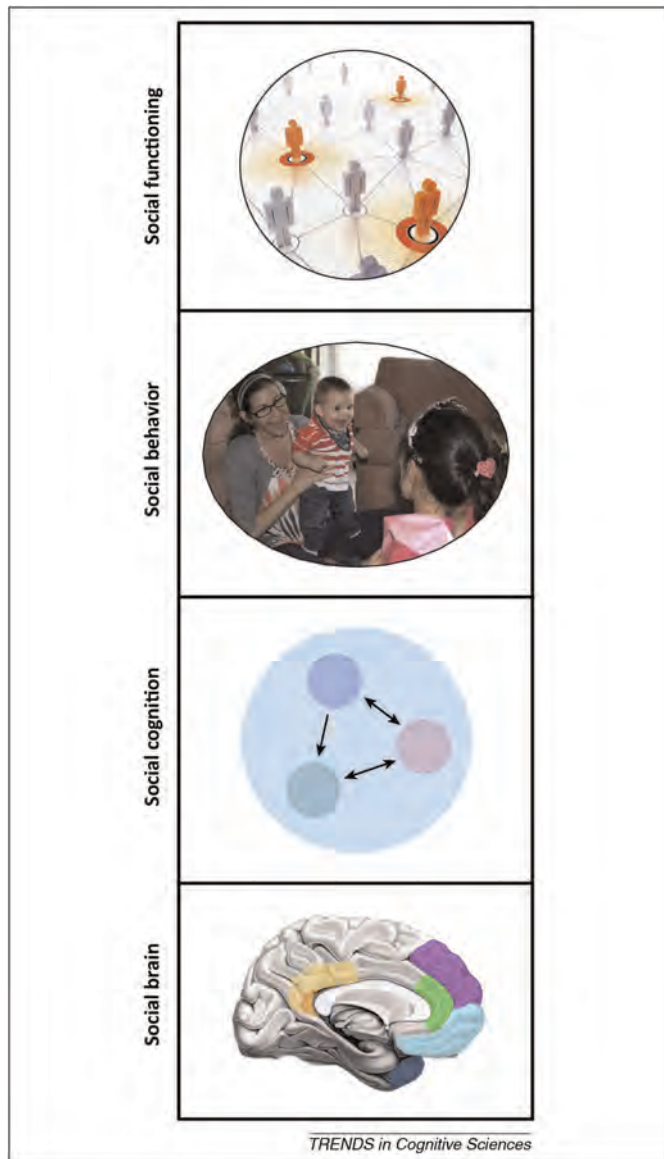 Social functioning
Social behavior
Social cognition
Social brain
TRENDS in Cognitive Sciences